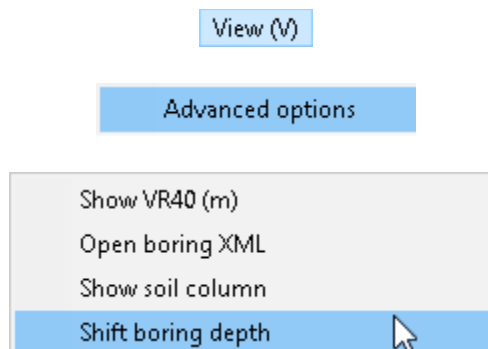 View (V)
Advanced options
Show VR40 (m)
Open boring XML
Show soil column
Shift boring depth